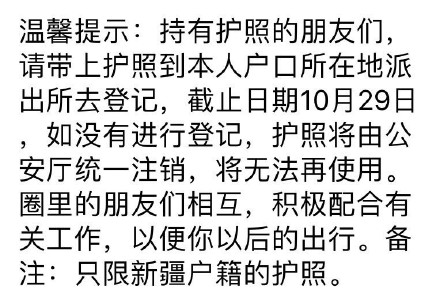 温馨提示：持有护照的朋友们，
请带上护照到本人户口所在地派
出所去登记，截止日期10月29日
，如没有进行登记，护照将由公
安厅统一注销，将无法再使用。
圈里的朋友们相互，积极配合有
关工作，以便你以后的出行。备
注：只限新疆户籍的护照。